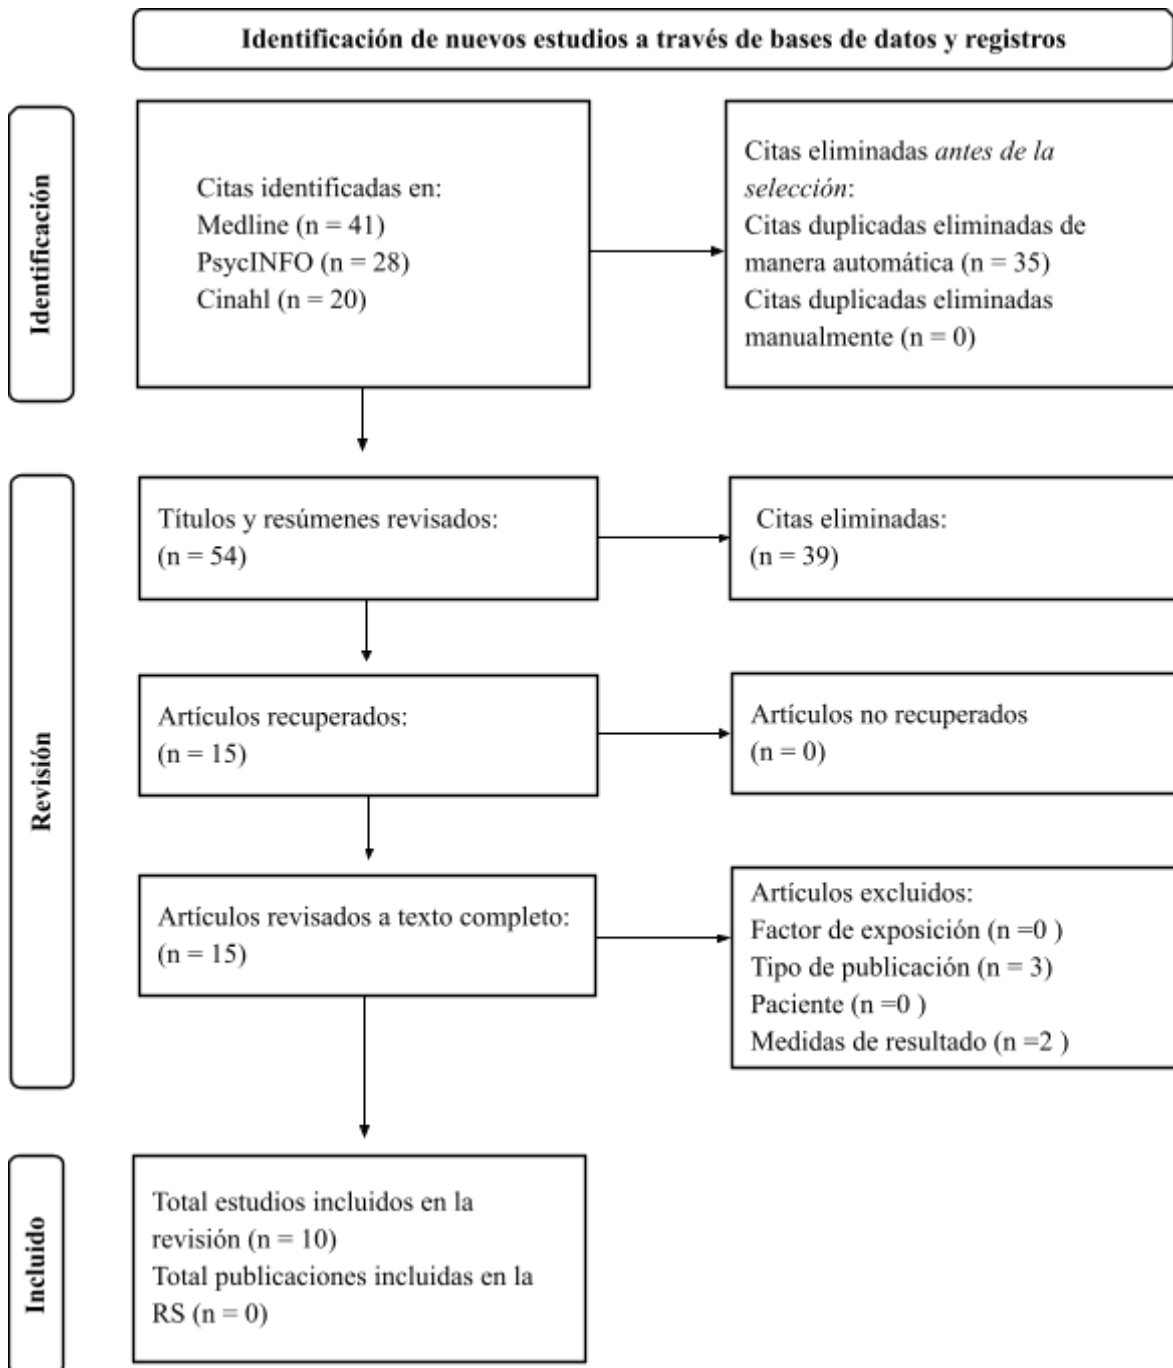 Identificación de nuevos estudios a través de bases de datos y registros
Identificación
Citas identificadas en:
Medline (n = 41)
PsycINFO (n = 28)
Cinahl (n = 20)
Citas eliminadas antes de la
selección:
Citas duplicadas eliminadas de
manera automática (n = 35)
Citas duplicadas eliminadas
manualmente (n = 0)
Revisión
Títulos y resúmenes revisados:
(n = 54)
Citas eliminadas:
(n = 39)
Artículos recuperados:
(n = 15)
Artículos no recuperados
(n = 0)
Artículos revisados a texto completo:
(n = 15)
Artículos excluidos:
Factor de exposición (n =0 )
Tipo de publicación (n = 3)
Paciente (n =0 )
Medidas de resultado (n =2 )
Incluido
Total estudios incluidos en la
revisión (n = 10)
Total publicaciones incluidas en la
RS (n = 0)